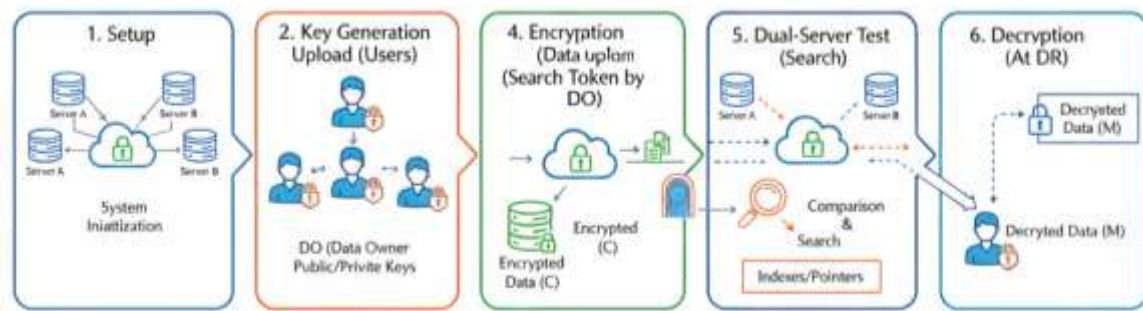 1. Setup
Server A
Server B
Server A
Server B
System
Iniattization
2. Key Generation
Upload (Users)
DO (Data Owner
Public/Privite Keys
4. Encryption
(Data uplom
(Search Token by
DO)
Encrypted (C)
Encrypted
Data (C)
5. Dual-Server Test
(Search)
Server A
Server B
Comparison
&
Search
Indexes/Pointers
6. Decryption
(At DR)
Decrysted
Data (M)
Decryted Data (M)